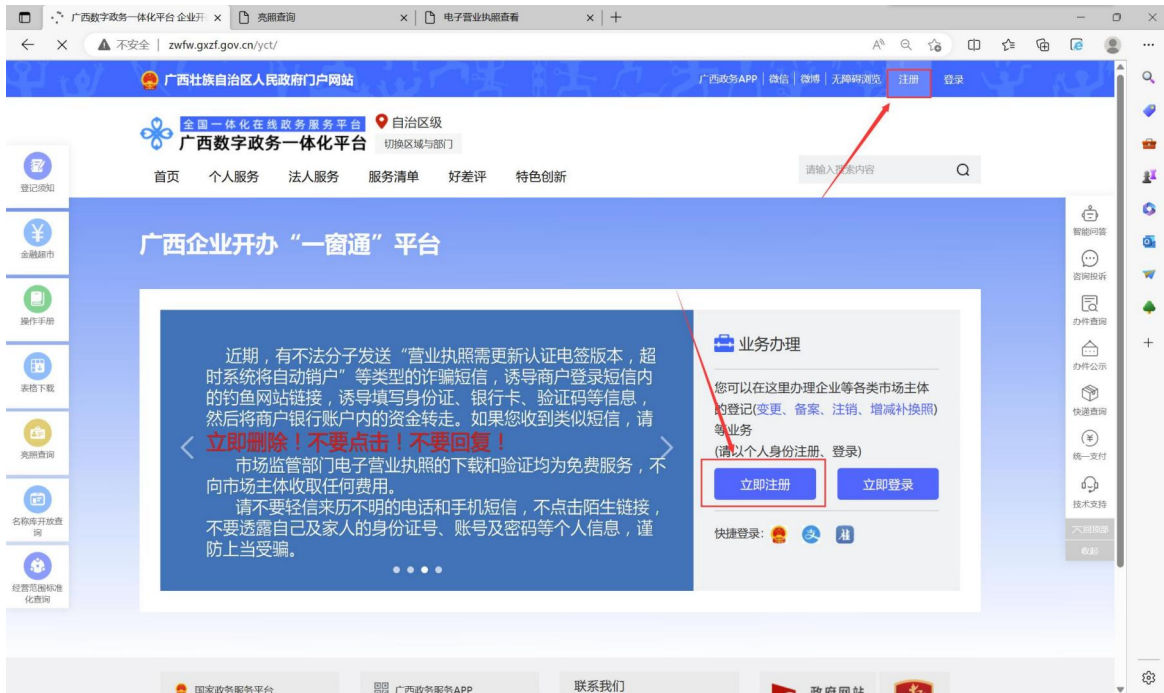 广西数字政务一体化平台 企业开
亮照查询
电子营业执照查看
不安全 zwfw.gxzf.gov.cn/yct/
广西壮族自治区人民政府门户网站
广西政务APP | 微信 | 微博 | 无障碍浏览 注册 登录
全国一体化在线政务服务平台
广西数字政务一体化平台
自治区级
切换区域与部门
首页 个人服务 法人服务 服务清单 好差评 特色创新
请输入搜索内容
登记须知
金融超市
操作手册
表格下载
亮照查询
名称库开放查
询
经营范围标准
化查询
广西企业开办“一窗通”平台
近期，有不法分子发送“营业执照需更新认证电签版本，超
时系统将自动销户”等类型的诈骗短信，诱导商户登录短信内
的钓鱼网站链接，诱导填写身份证、银行卡、验证码等信息，
然后将商户银行账户内的资金转走。如果您收到类似短信，请
立即删除！不要点击！不要回复！
市场监管部门电子营业执照的下载和验证均为免费服务，不
向市场主体收取任何费用。
请不要轻信来历不明的电话和手机短信，不点击陌生链接，
不要透露自己及家人的身份证号、账号及密码等个人信息，谨
防上当受骗。
业务办理
您可以在这里办理企业等各类市场主体
的登记(变更、备案、注销、增减补换照)
等业务
(请以个人身份注册、登录)
立即注册 立即登录
快捷登录:
智能问答
咨询投诉
办件查询
办件公示
快递查询
统一支付
技术支持
回顶部
收起
国家政务服务平台
广西政务服务APP
联系我们
政府网站